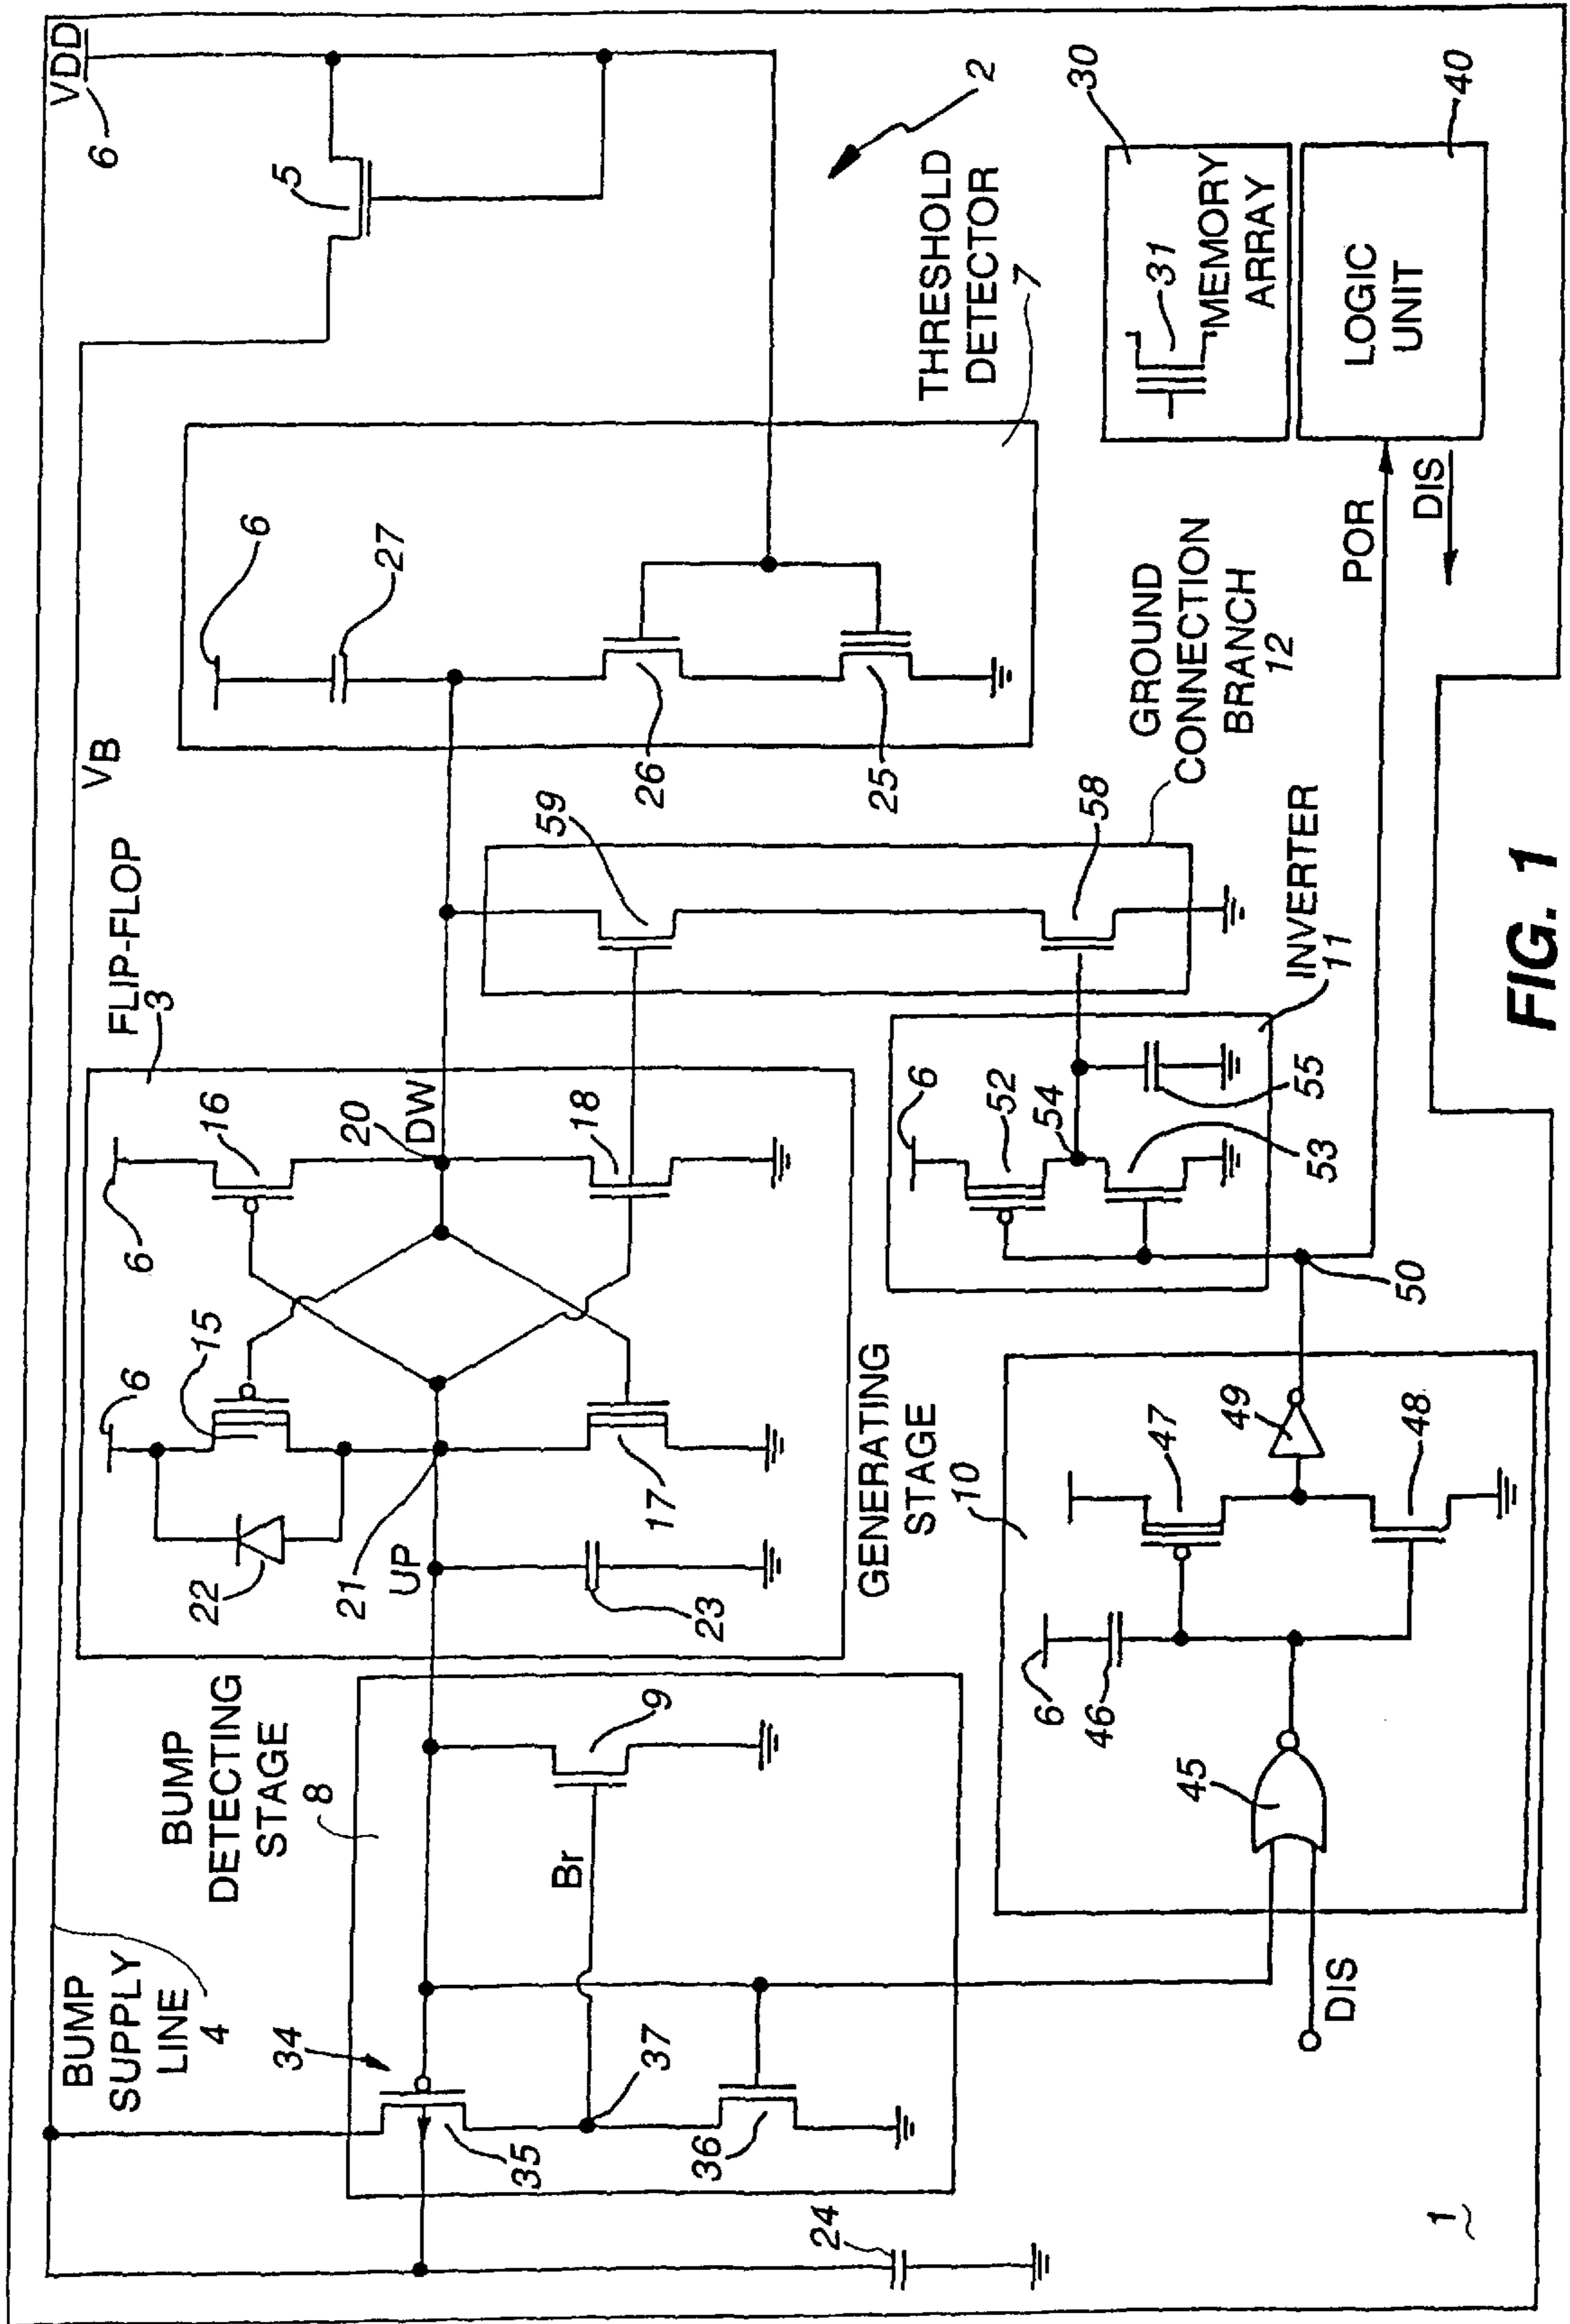 VDD
6
5
2
VB
BUMP
SUPPLY
LINE
4
BUMP
DETECTING
STAGE
8
34
35
36
37
Br
9
24
FLIP-FLOP
3
6
15
16
6
22
21
UP
20
DW
17
18
23
THRESHOLD
DETECTOR
7
6
27
26
25
GROUND
CONNECTION
BRANCH
12
59
58
INVERTER
11
6
52
54
53
55
50
GENERATING
STAGE
10
6
46
47
49
48
45
DIS
POR
DIS
30
31
MEMORY
ARRAY
40
LOGIC
UNIT
1
FIG. 1